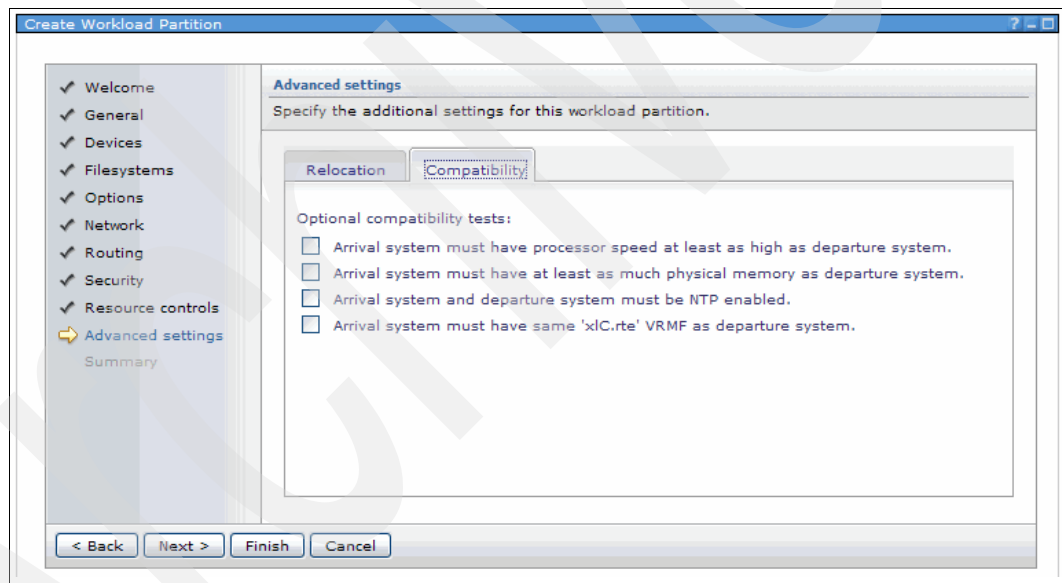 Create Workload Partition
Welcome
General
Devices
Filesystems
Options
Network
Routing
Security
Resource controls
Advanced settings
Summary
Advanced settings
Specify the additional settings for this workload partition.
Relocation Compatibility
Optional compatibility tests:
Arrival system must have processor speed at least as high as departure system.
Arrival system must have at least as much physical memory as departure system.
Arrival system and departure system must be NTP enabled.
Arrival system must have same 'xlC.rte' VRMF as departure system.
< Back Next > Finish Cancel